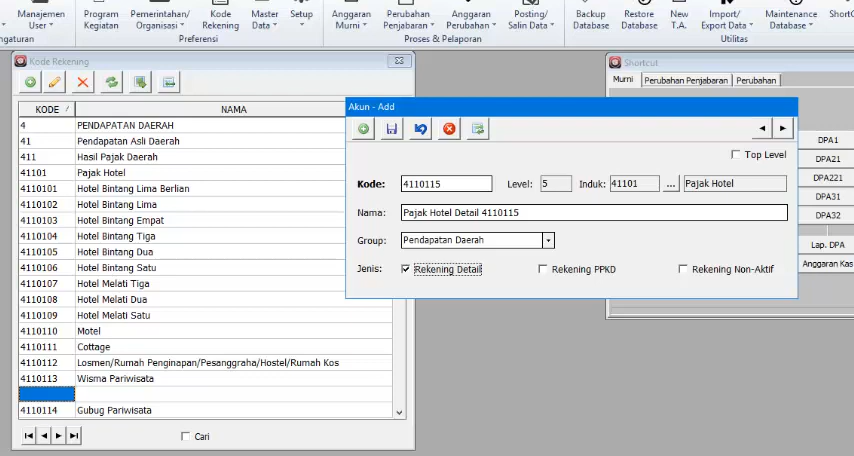 Manajemen User
Program Kegiatan
Pemerintahan/ Organisasi
Kode Rekening
Master Data
Setup
Anggaran Murni
Perubahan Penjabaran
Anggaran Perubahan
Posting/ Salin Data
Backup Database
Restore Database
New T.A.
Import/ Export Data
Maintenance Database
ShortC
ngaturan
Preferensi
Proses & Pelaporan
Utilitas
Kode Rekening
KODE NAMA
4 PENDAPATAN DAERAH
41 Pendapatan Asli Daerah
411 Hasil Pajak Daerah
41101 Pajak Hotel
4110101 Hotel Bintang Lima Berlian
4110102 Hotel Bintang Lima
4110103 Hotel Bintang Empat
4110104 Hotel Bintang Tiga
4110105 Hotel Bintang Dua
4110106 Hotel Bintang Satu
4110107 Hotel Melati Tiga
4110108 Hotel Melati Dua
4110109 Hotel Melati Satu
4110110 Motel
4110111 Cottage
4110112 Losmen/Rumah Penginapan/Pesanggraha/Hostel/Rumah Kos
4110113 Wisma Pariwisata
4110114 Gubug Pariwisata
Cari
Akun - Add
Top Level
Kode: 4110115 Level: 5 Induk: 41101 ... Pajak Hotel
Nama: Pajak Hotel Detail 4110115
Group: Pendapatan Daerah
Jenis: Rekening Detail Rekening PPKD Rekening Non-Aktif
Shortcut
Murni Perubahan Penjabaran Perubahan
DPA1
DPA21
DPA221
DPA31
DPA32
Lap. DPA
Anggaran Kas